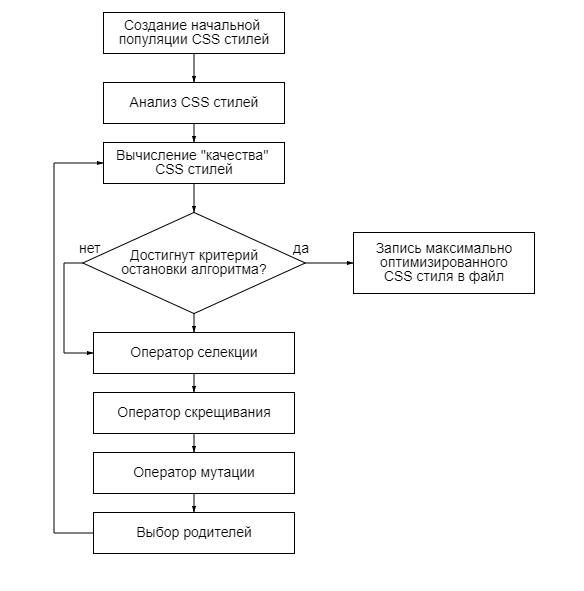 Создание начальной
популяции CSS стилей
Анализ CSS стилей
Вычисление "качества"
CSS стилей
нет
Достигнут критерий
остановки алгоритма?
да
Запись максимально
оптимизированного
CSS стиля в файл
Оператор селекции
Оператор скрещивания
Оператор мутации
Выбор родителей